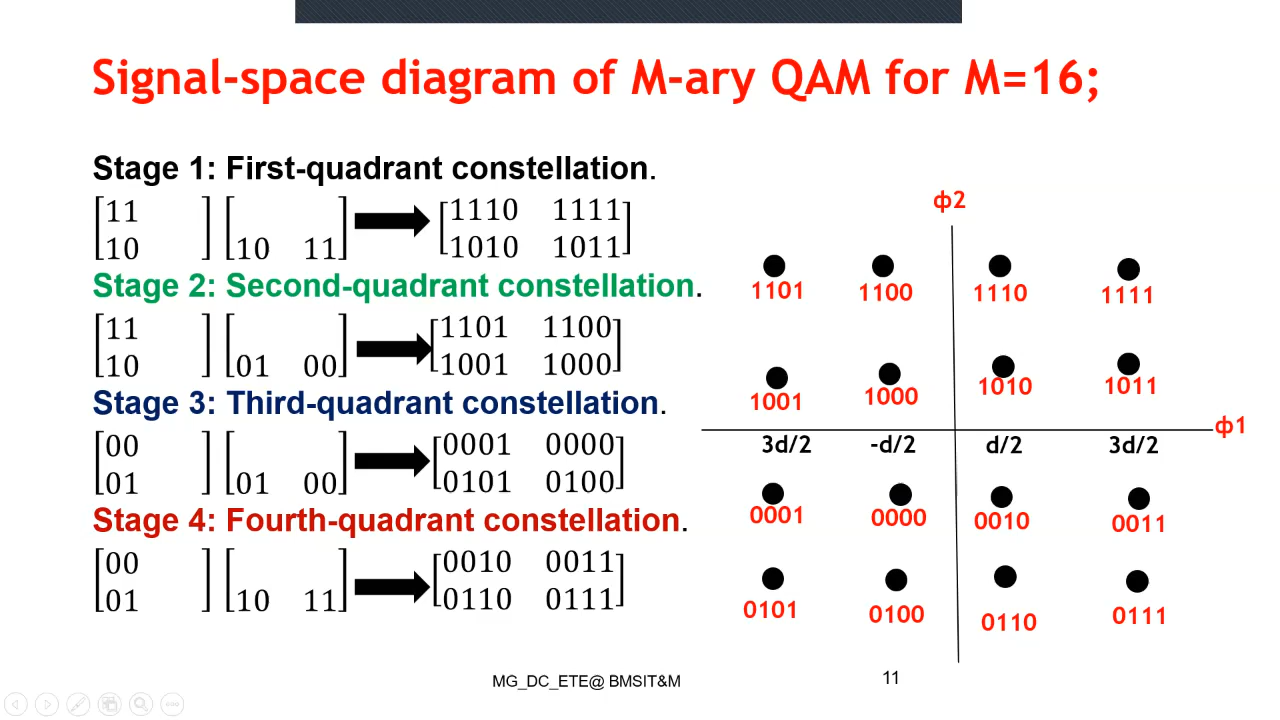 Signal-space diagram of M-ary QAM for M=16;
Stage 1: First-quadrant constellation.
11
10
10 11
1110 1111
1010 1011
Stage 2: Second-quadrant constellation.
11
10
01 00
1101 1100
1001 1000
Stage 3: Third-quadrant constellation.
00
01
01 00
0001 0000
0101 0100
Stage 4: Fourth-quadrant constellation.
00
01
10 11
0010 0011
0110 0111
ф2
1101 1100 1110 1111
1001 1000 1010 1011
ф1
3d/2 -d/2 d/2 3d/2
0001 0000 0010 0011
0101 0100 0110 0111
MG_DC_ETE@ BMSIT&M
11